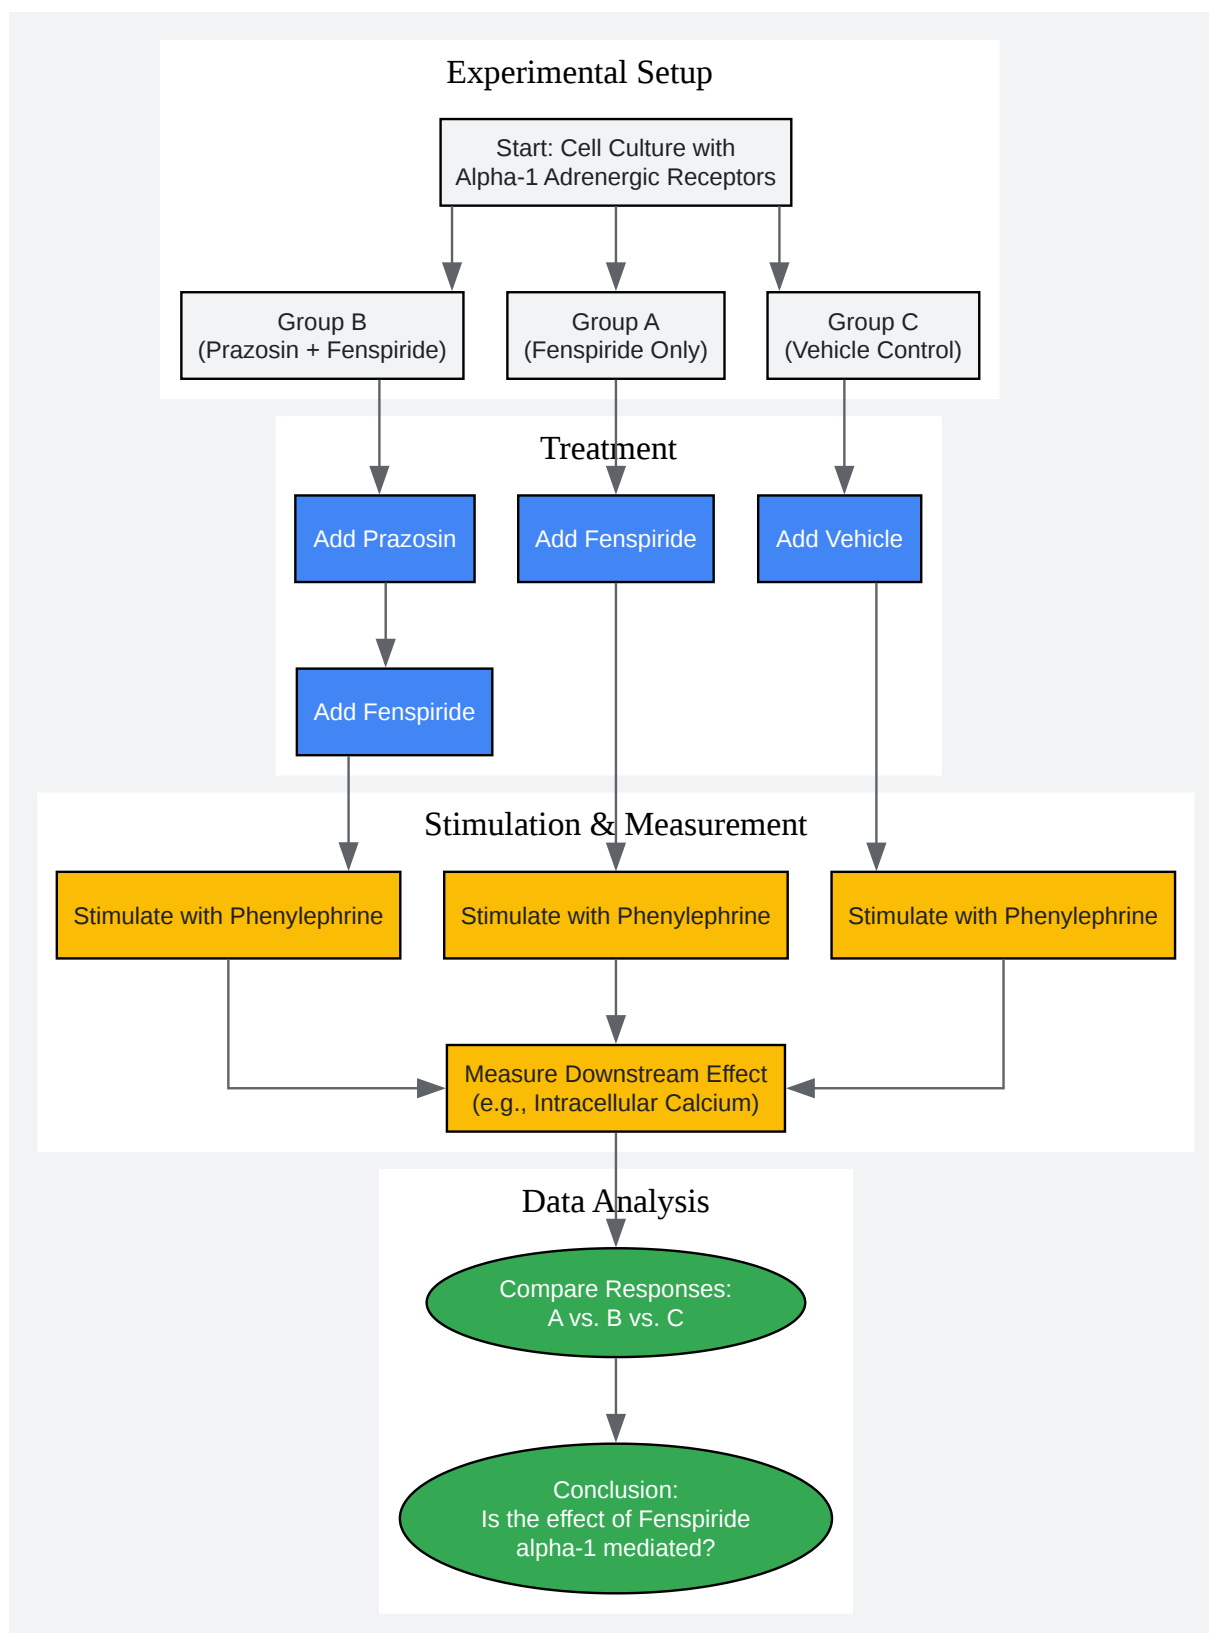 Experimental Setup
Start: Cell Culture with
Alpha-1 Adrenergic Receptors
Group B
(Prazosin + Fenspiride)
Group A
(Fenspiride Only)
Group C
(Vehicle Control)
Treatment
Add Prazosin
Add Fenspiride
Add Vehicle
Add Fenspiride
Stimulation & Measurement
Stimulate with Phenylephrine
Stimulate with Phenylephrine
Stimulate with Phenylephrine
Measure Downstream Effect
(e.g., Intracellular Calcium)
Data Analysis
Compare Responses:
A vs. B vs. C
Conclusion:
Is the effect of Fenspiride
alpha-1 mediated?